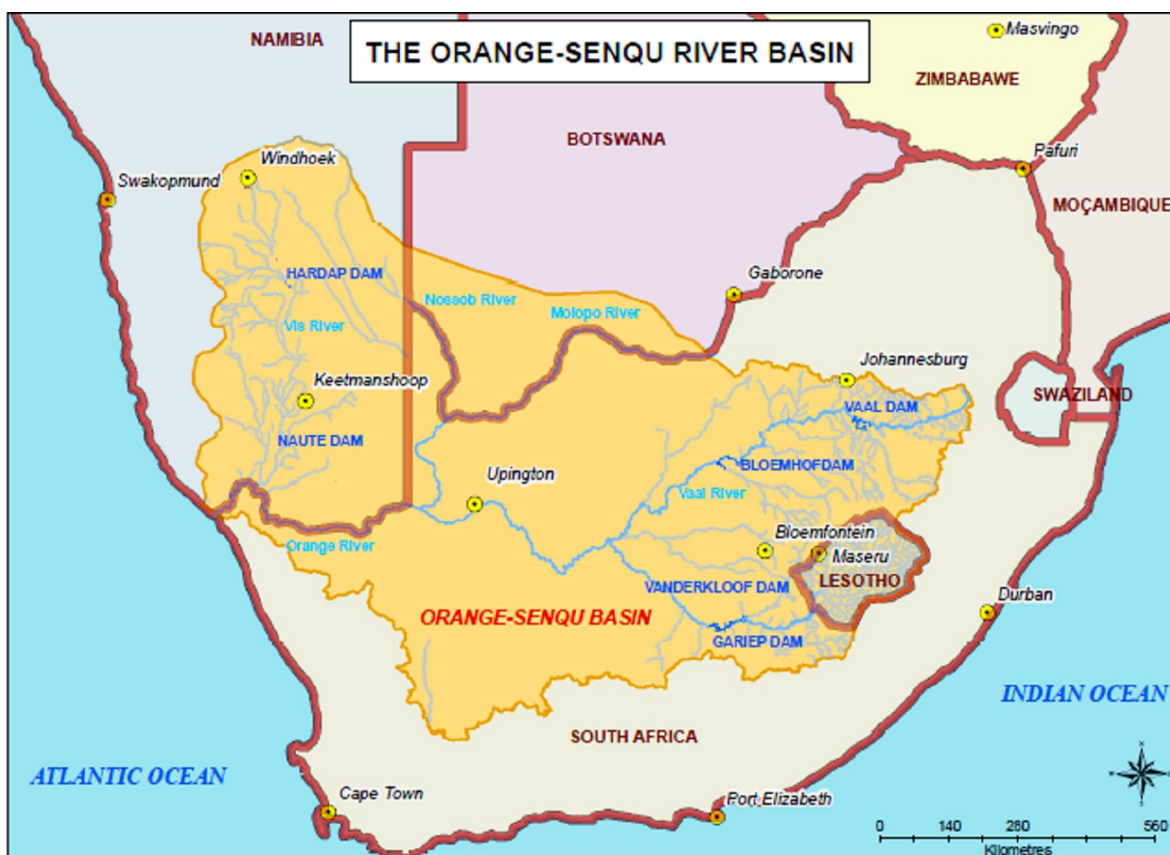 NAMIBIA
THE ORANGE-SENQU RIVER BASIN
Masvingo
ZIMBABAWE
BOTSWANA
Windhoek
Pafuri
Swakopmund
MOÇAMBIQUE
HARDAP DAM
Gaborone
Nossob River
Molopo River
Vis River
Johannesburg
Keetmanshoop
SWAZILAND
VAAL DAM
NAUTE DAM
BLOEMHOFDAM
Upington
Vaal River
Bloemfontein
Orange River
Maseru
LESOTHO
VANDERKLOOF DAM
Durban
ORANGE-SENQU BASIN
GARIEP DAM
INDIAN OCEAN
SOUTH AFRICA
ATLANTIC OCEAN
Cape Town
Port Elizabeth
0 140 280 560
Kilometres